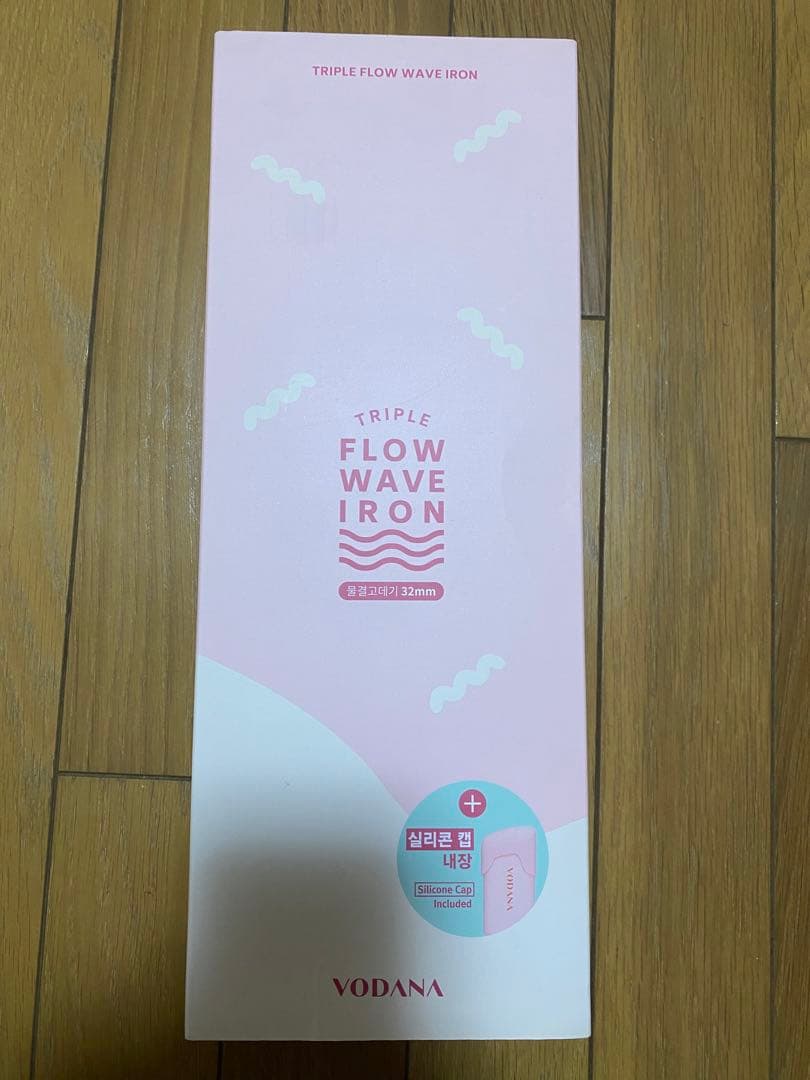 TRIPLE FLOW WAVE IRON
TRIPLE
FLOW
WAVE
IRON
물결고데기 32mm
+
실리콘 캡
내장
Silicone Cap
Included
VODANA
VODANA